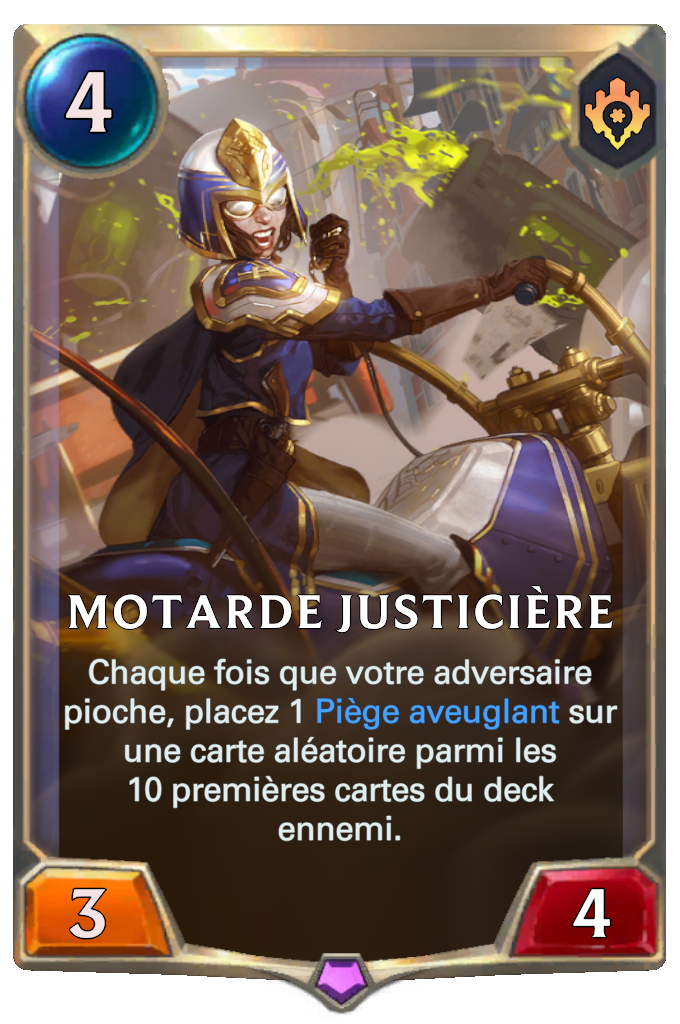 4
MOTARDE JUSTICIÈRE
Chaque fois que votre adversaire
pioche, placez 1 Piège aveuglant sur
une carte aléatoire parmi les
10 premières cartes du deck
ennemi.
3
4